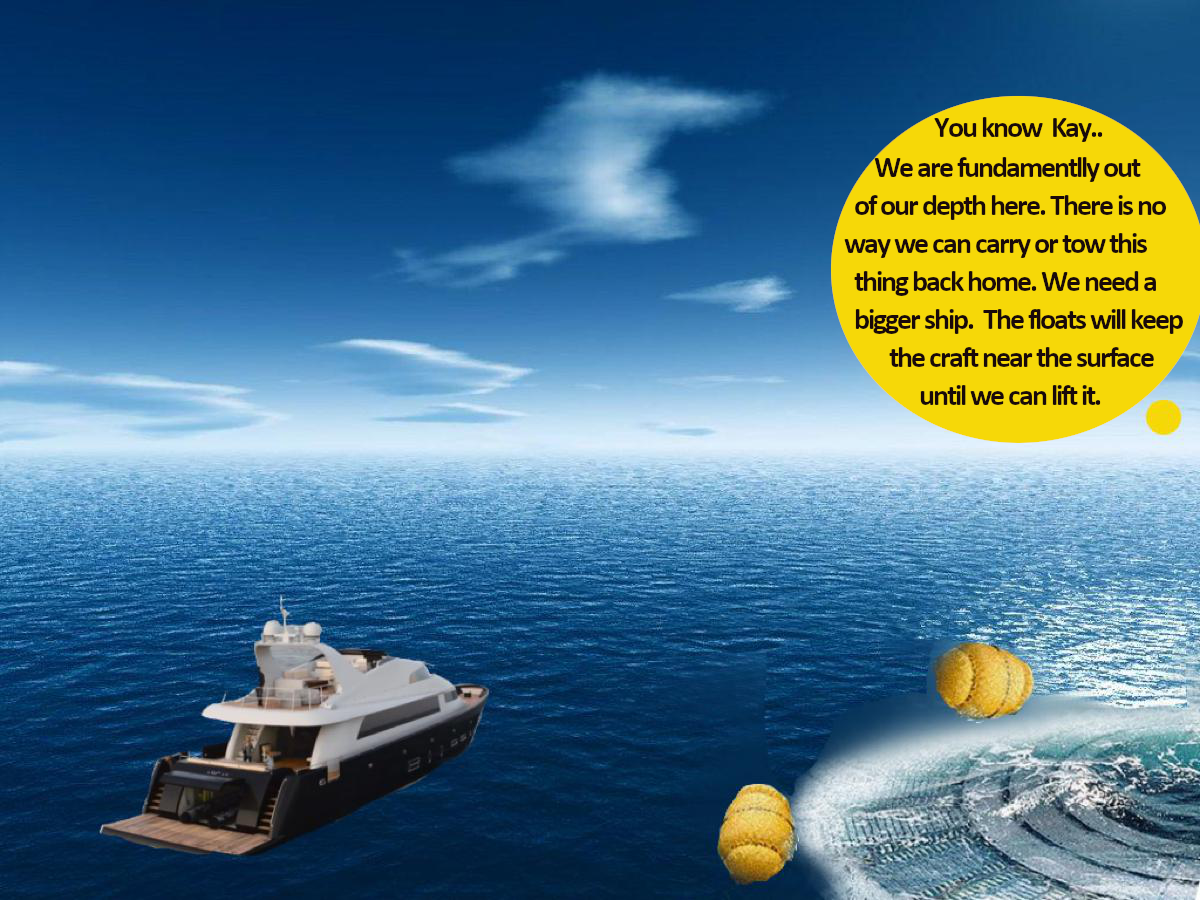 You know  Kay..
We are fundamentlly out
of our depth here. There is no
way we can carry or tow this
thing back home. We need a
bigger ship.  The floats will keep
the craft near the surface
until we can lift it.